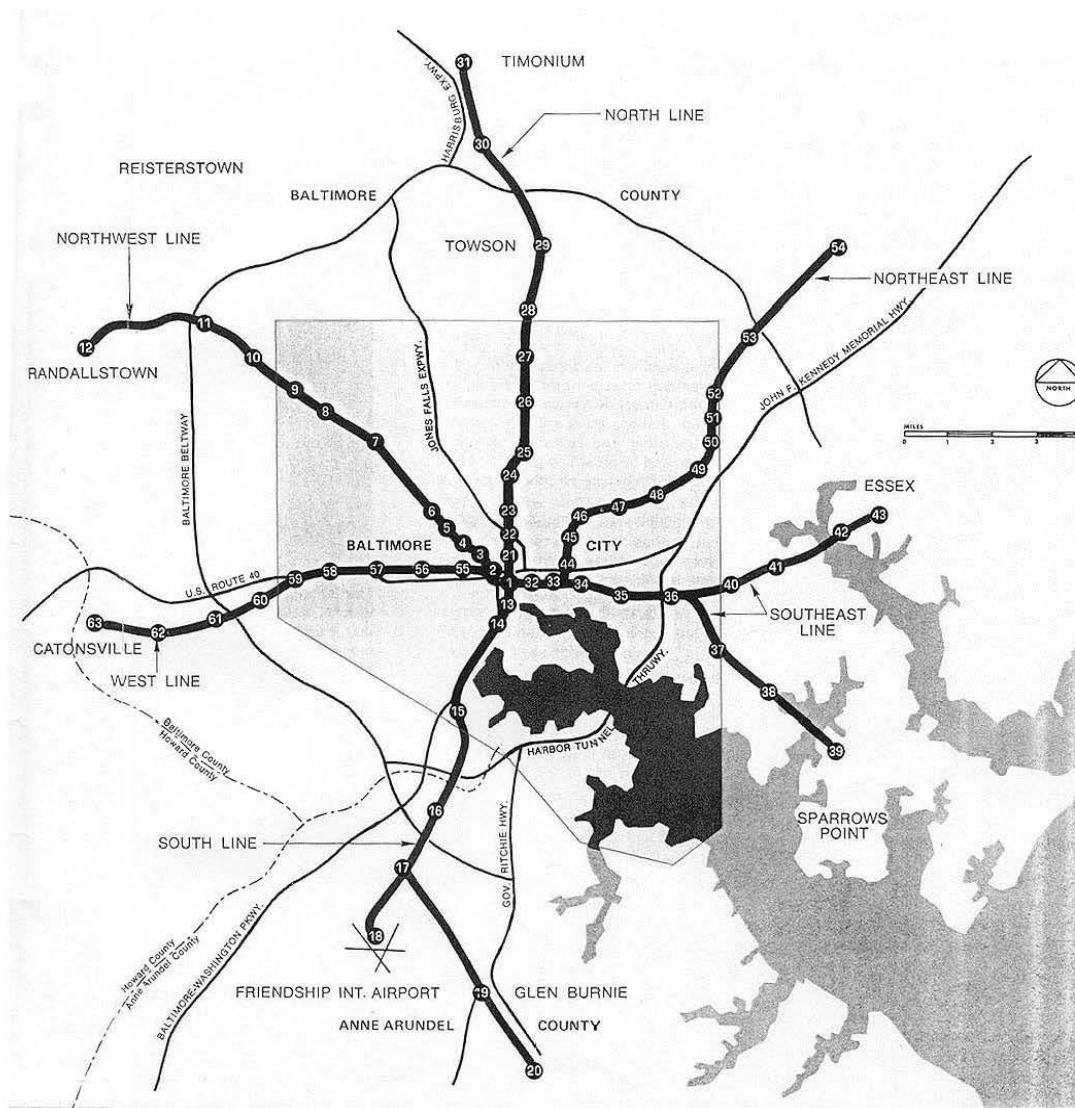 31
TIMONIUM
HARRISBURG EXPWY.
NORTH LINE
30
REISTERSTOWN
BALTIMORE
COUNTY
NORTHWEST LINE
TOWSON
29
54
NORTHEAST LINE
28
11
12
RANDALLSTOWN
10
27
53
JOHN F. KENNEDY MEMORIAL HWY.
NORTH
9
8
26
52
51
JONES FALLS EXPWY.
7
25
50
MILES
0
1
2
3
24
49
BALTIMORE BELTWAY
48
ESSEX
6
23
46
47
43
5
22
45
42
4
BALTIMORE
CITY
3
21
44
41
U.S. ROUTE 40
59
58
57
56
55
2
1
32
33
34
35
36
40
60
13
SOUTHEAST
LINE
63
62
61
14
CATONSVILLE
WEST LINE
37
THRUWY.
38
15
Baltimore County
Howard County
HARBOR TUNNEL
39
16
SPARROWS
POINT
SOUTH LINE
17
GOV. RITCHIE HWY.
18
Howard County
Anne Arundel County
BALTIMORE-WASHINGTON PKWY.
FRIENDSHIP INT. AIRPORT
19
GLEN BURNIE
ANNE ARUNDEL
COUNTY
20